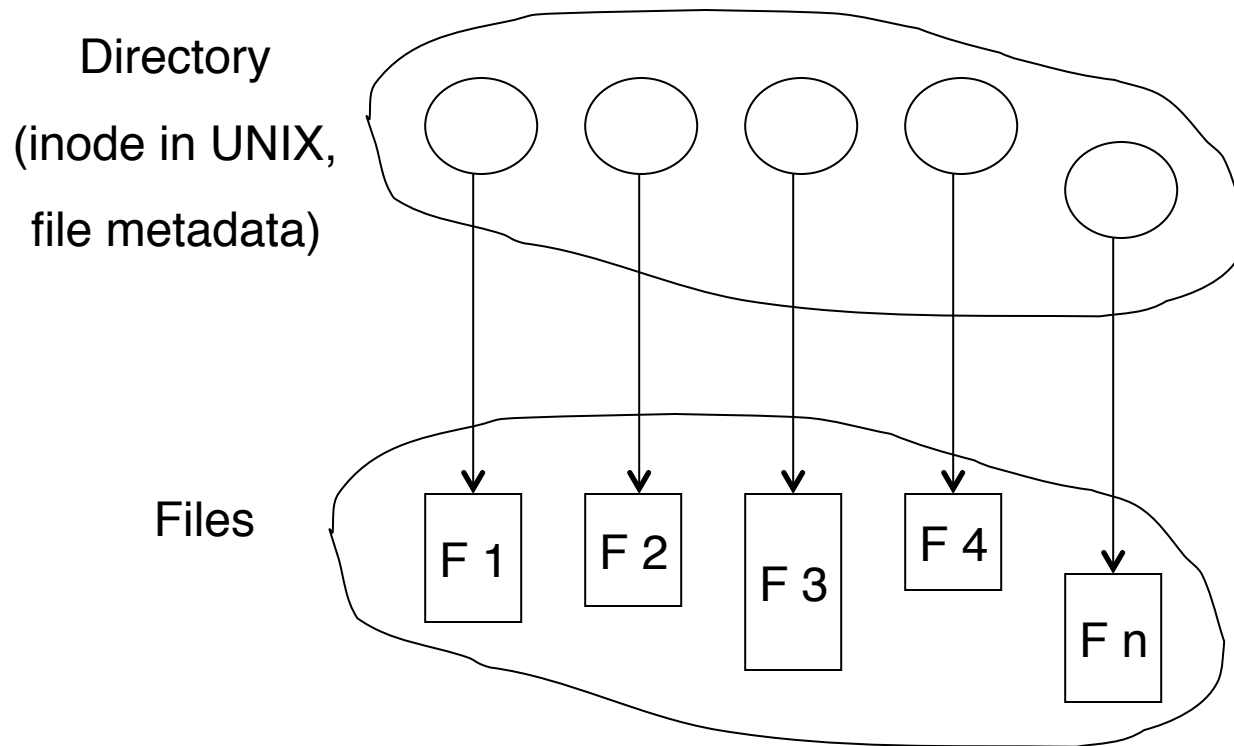 Directory
(inode in UNIX,
file metadata)
Files
F 1
F 2
F 3
F 4
F n